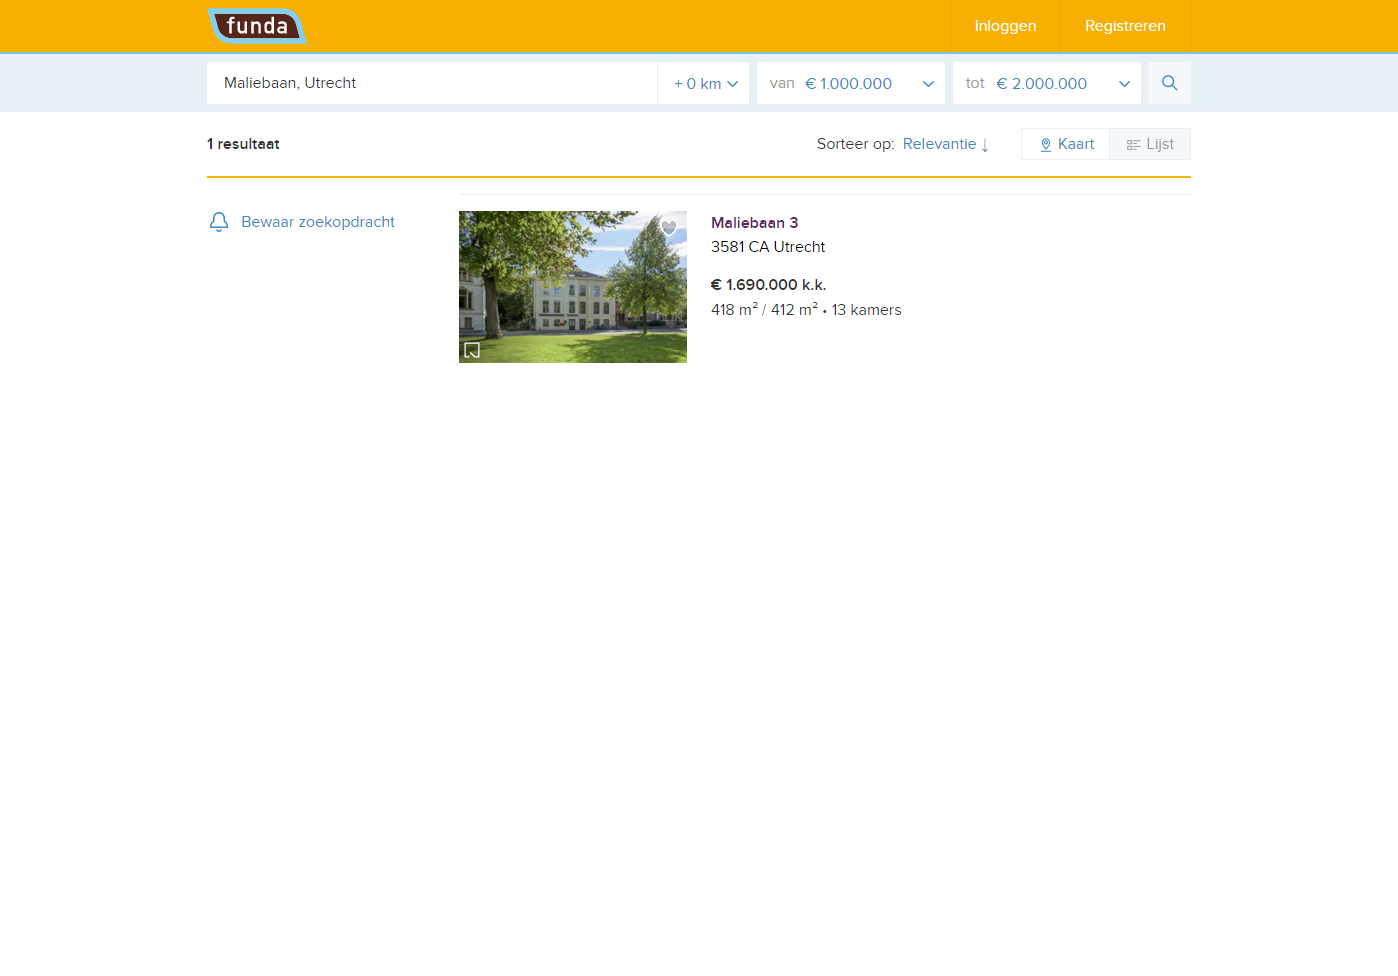 funda
Inloggen
Registreren
Maliebaan, Utrecht
+ 0 km
van € 1.000.000
tot € 2.000.000
1 resultaat
Sorteer op: Relevantie ↓
Kaart
Lijst
Bewaar zoekopdracht
Maliebaan 3
3581 CA Utrecht
€ 1.690.000 k.k.
418 m² / 412 m² • 13 kamers